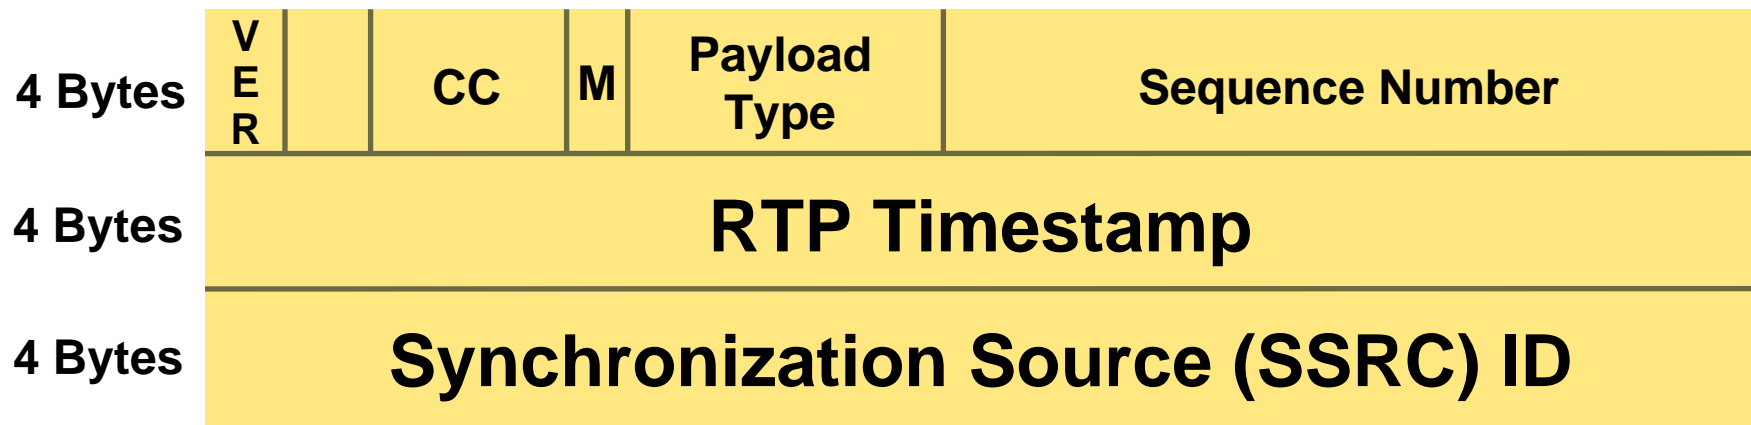 4 Bytes
V
E
R
CC
M
Payload
Type
Sequence Number
4 Bytes
RTP Timestamp
4 Bytes
Synchronization Source (SSRC) ID